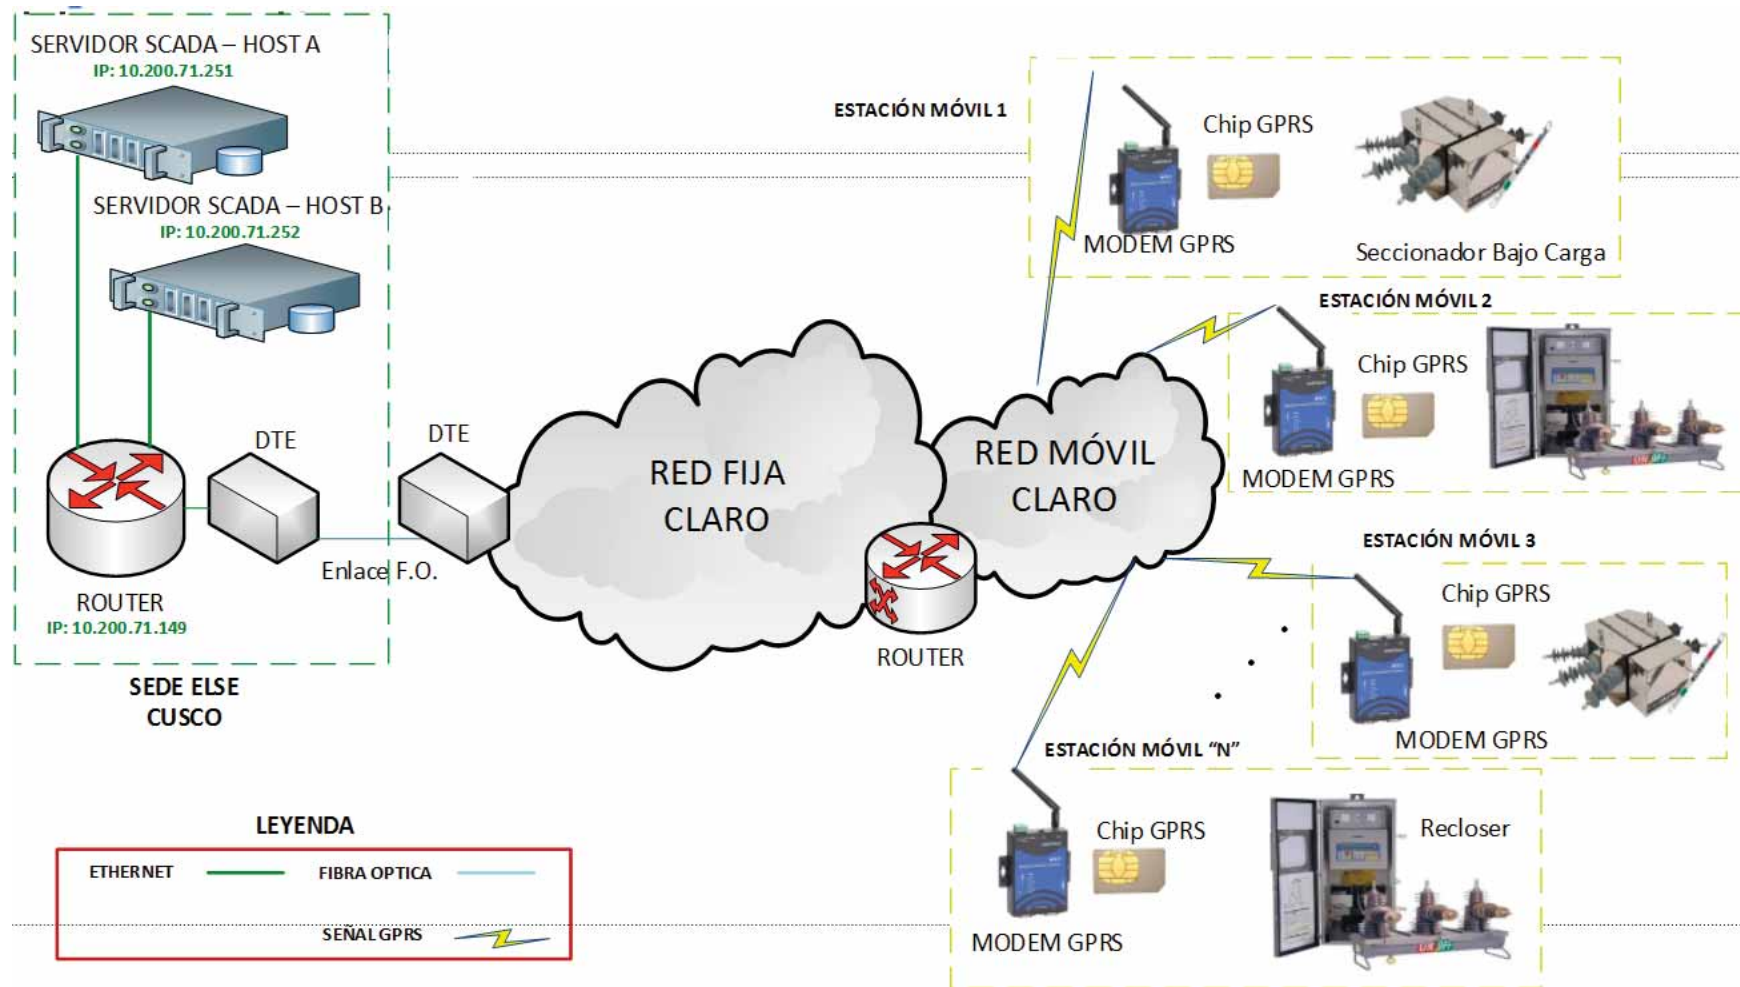 SERVIDOR SCADA – HOST A
IP: 10.200.71.251
SERVIDOR SCADA – HOST B
IP: 10.200.71.252
DTE
ROUTER
IP: 10.200.71.149
Enlace F.O.
SEDE ELSE
CUSCO
DTE
RED FIJA
CLARO
RED MÓVIL
CLARO
ROUTER
ESTACIÓN MÓVIL 1
Chip GPRS
MODEM GPRS
Seccionador Bajo Carga
ESTACIÓN MÓVIL 2
Chip GPRS
MODEM GPRS
ESTACIÓN MÓVIL 3
Chip GPRS
MODEM GPRS
ESTACIÓN MÓVIL “N”
Chip GPRS
Recloser
MODEM GPRS
LEYENDA
ETHERNET
FIBRA OPTICA
SEÑAL GPRS